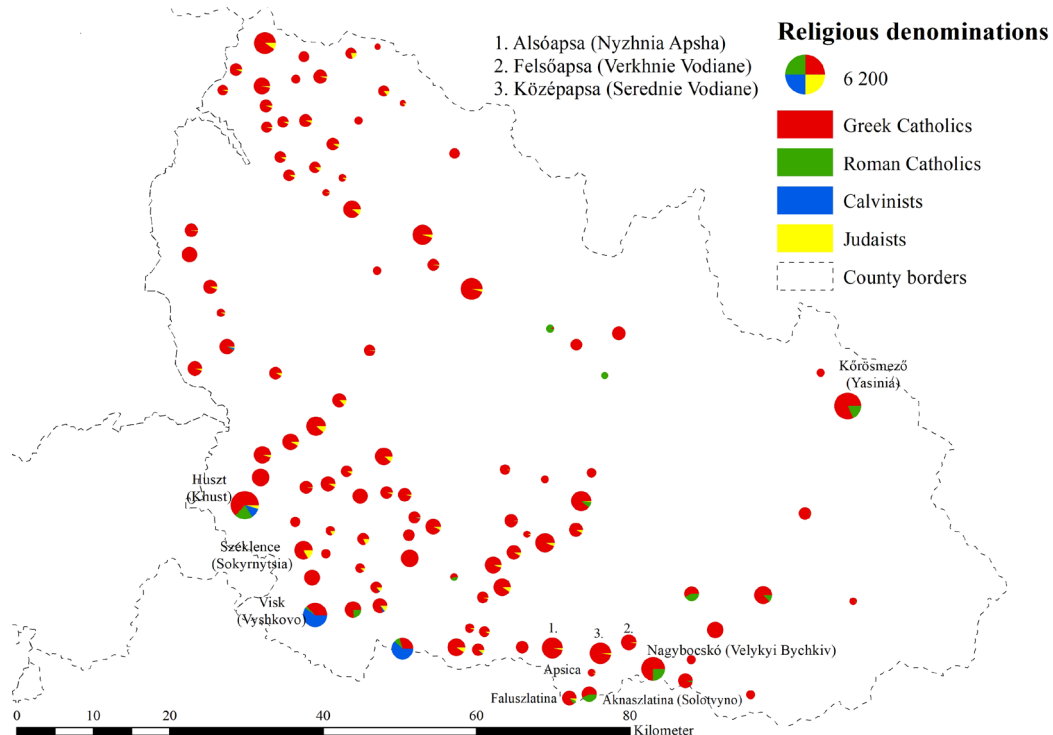 1. Alsóapsa (Nyzhnia Apsha)
2. Felsőapsa (Verkhnie Vodiane)
3. Középapsa (Serednie Vodiane)
Religious denominations
6 200
Greek Catholics
Roman Catholics
Calvinists
Judaists
County borders
Kőrösmező
(Yasinia)
Huszt
(Khust)
Széklence
(Sokyrnytsia)
Visk
(Vyshkovo)
1.
3.
2.
Nagybocskó (Velykyi Bychkiv)
Apsica
Faluszlatina
Aknaszlatina (Solotvyno)
0 10 20 40 60 80
Kilometer